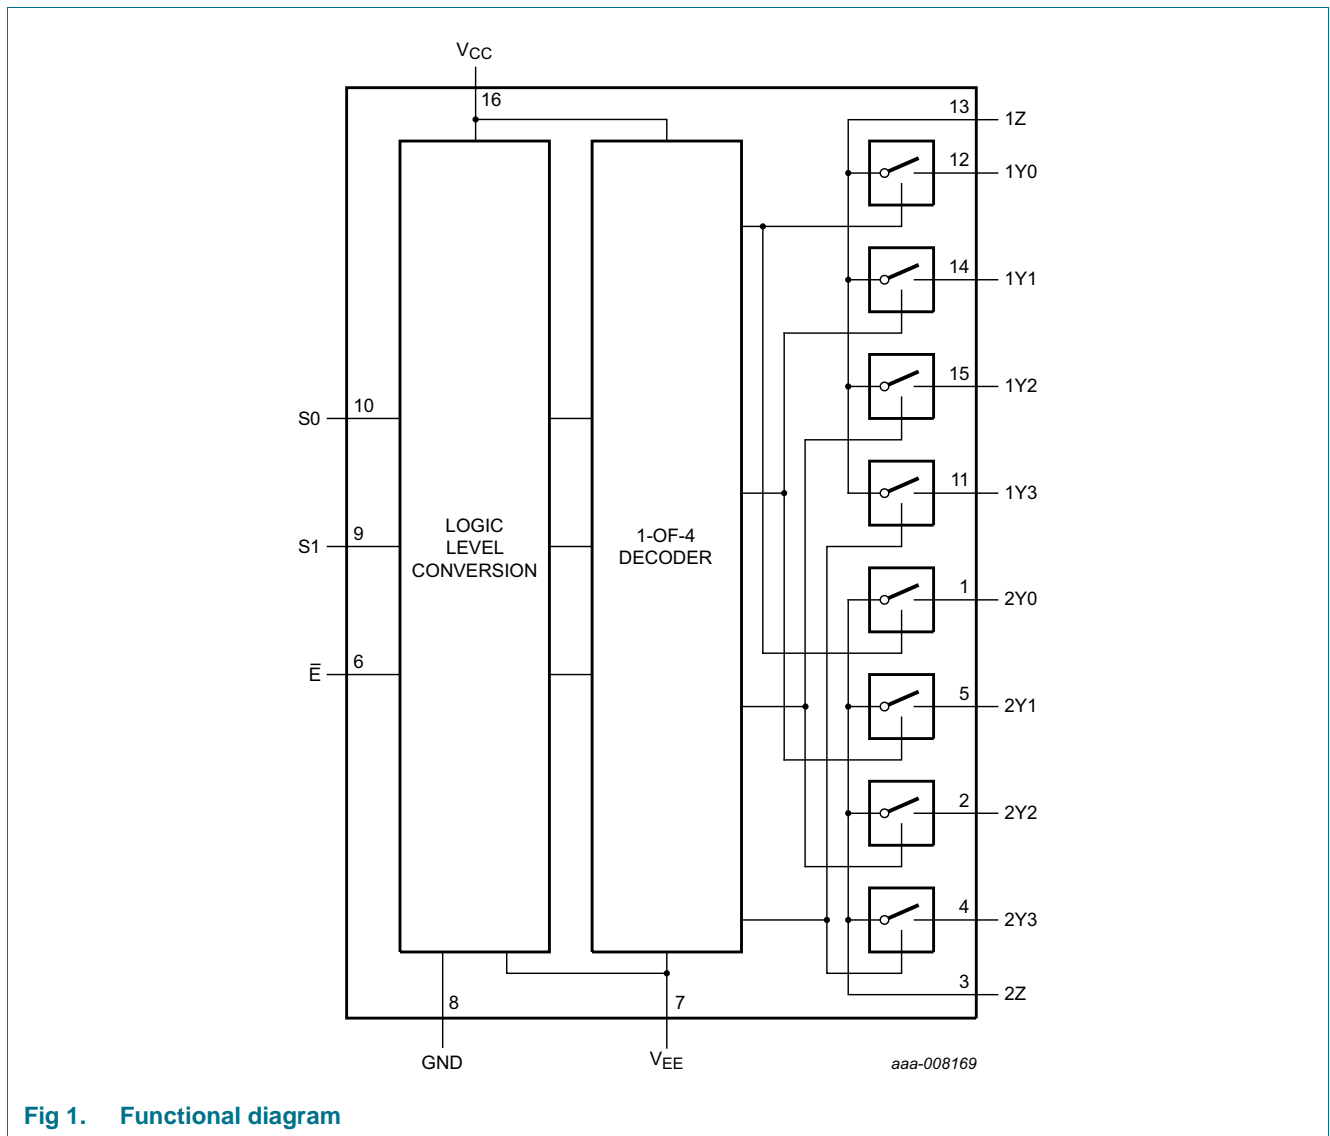 VCC
16
13
1Z
12
1Y0
14
1Y1
15
1Y2
S0
10
11
1Y3
S1
9
LOGIC
LEVEL
CONVERSION
1-OF-4
DECODER
1
2Y0
E̅
6
5
2Y1
2
2Y2
4
2Y3
3
2Z
8
7
GND
VEE
aaa-008169
Fig 1. Functional diagram